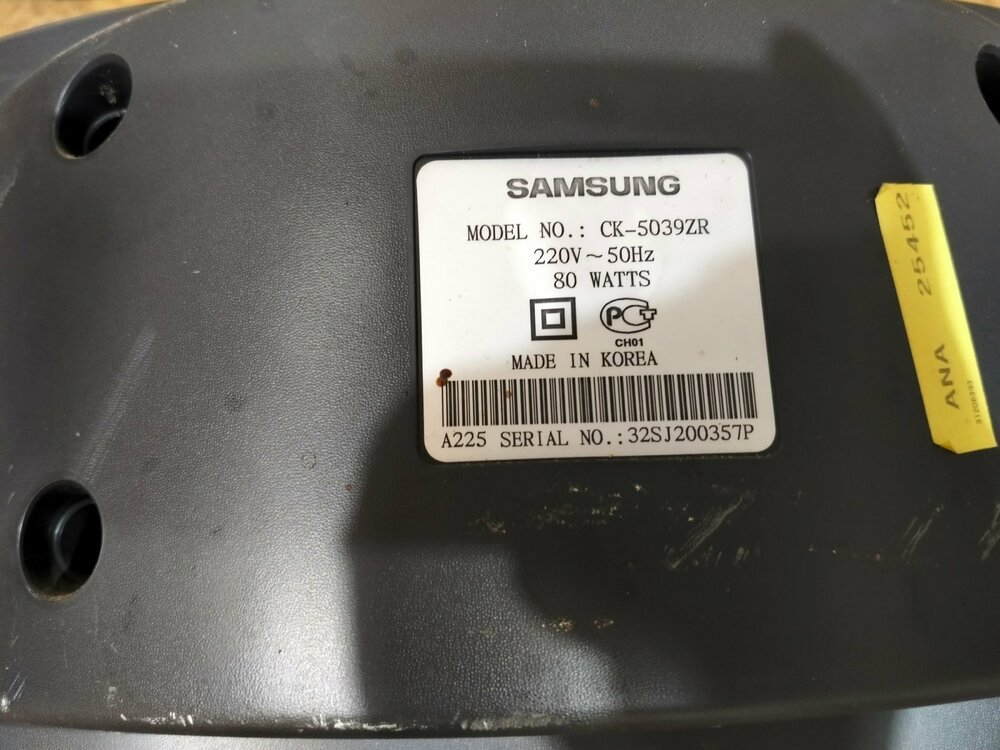 SAMSUNG
MODEL NO.: CK-5039ZR
220V~50Hz
80 WATTS
PCT
CH01
MADE IN KOREA
A225 SERIAL NO.:32SJ200357P
ANA 25452